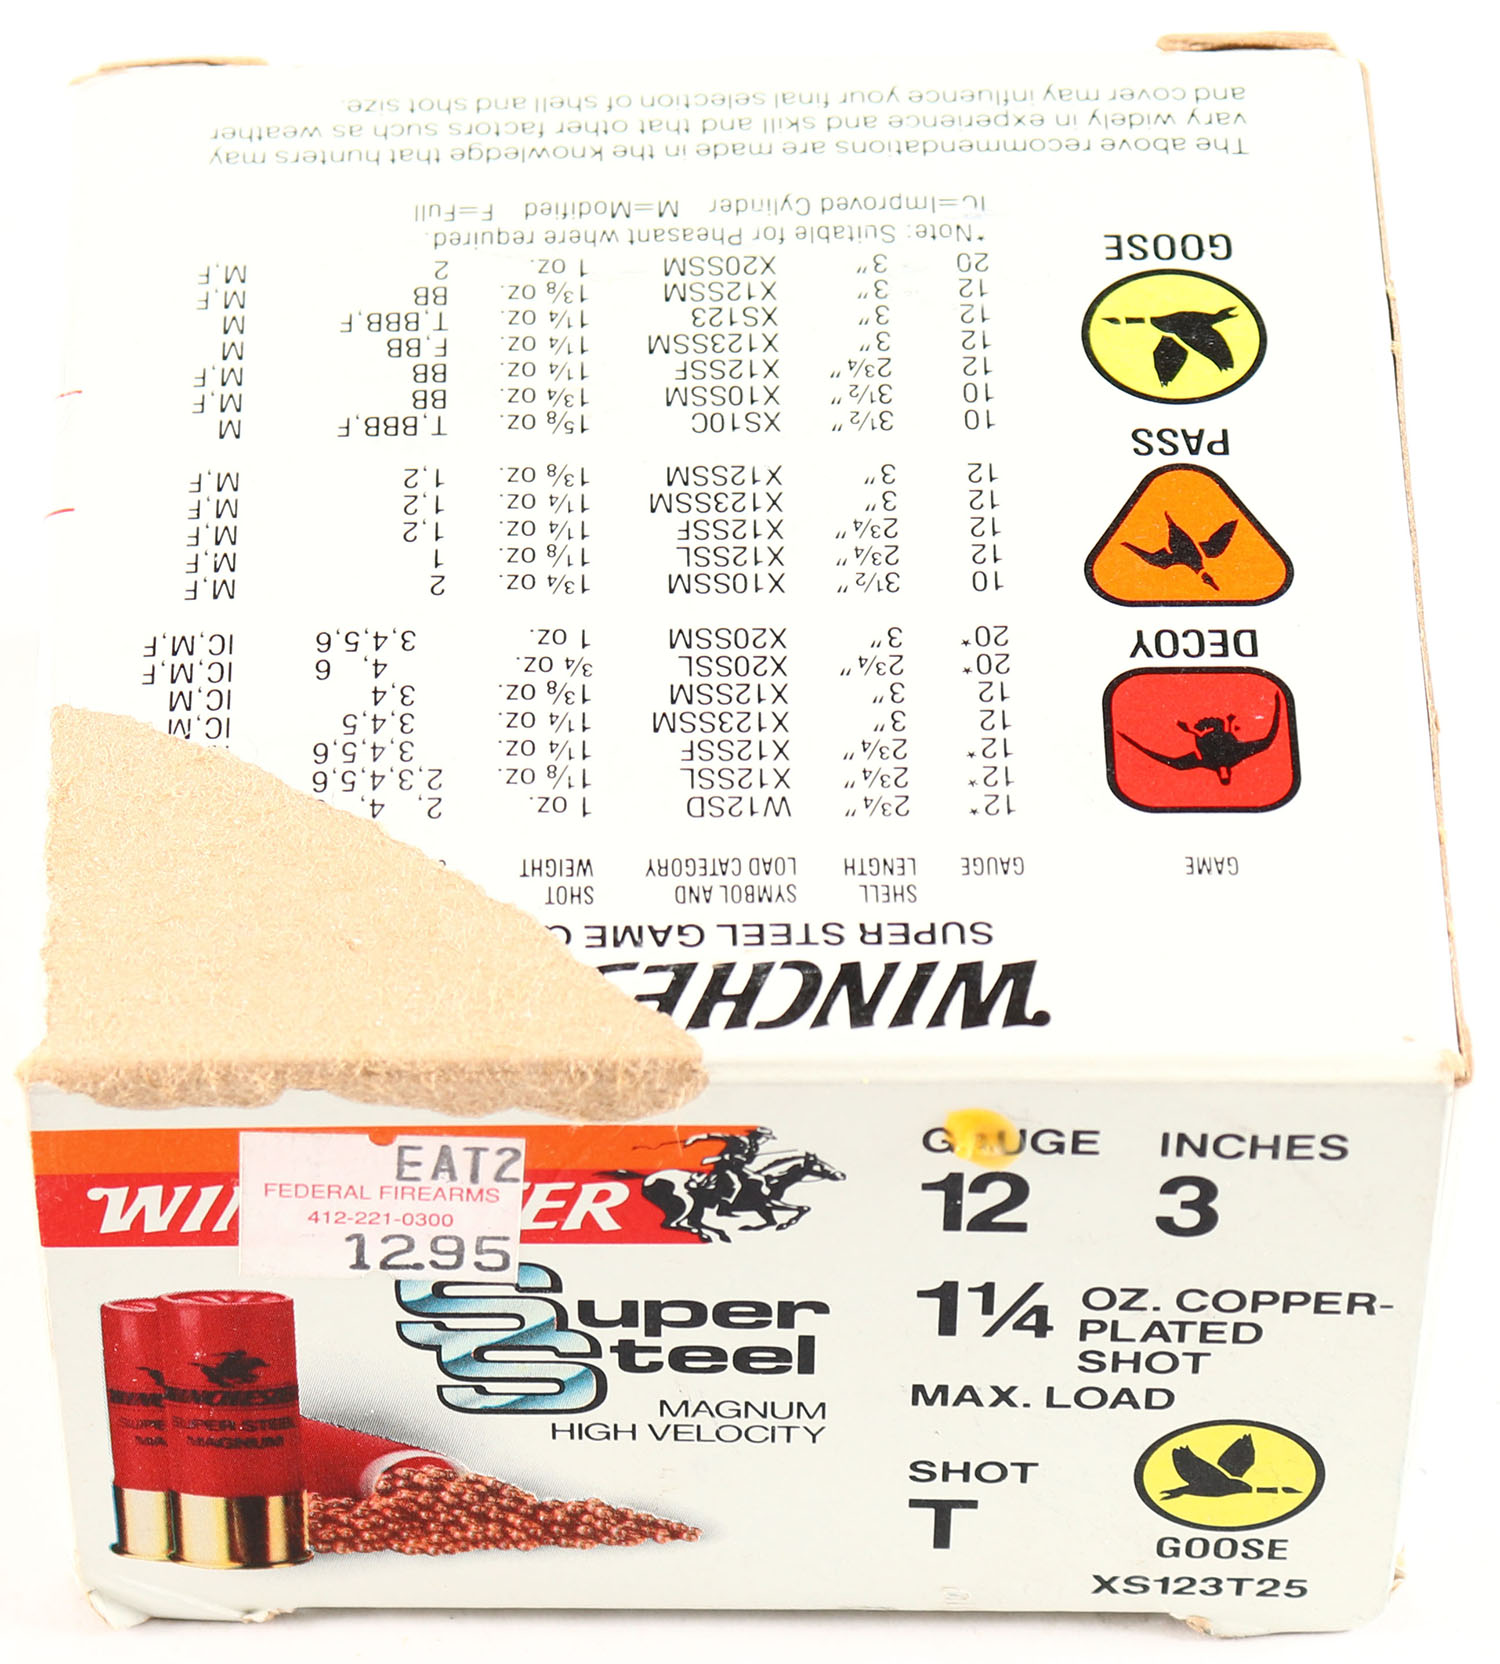 WINCHES
SUPER STEEL GAME
SHELL SYMBOL AND SHOT
GAME GAUGE LENGTH LOAD CATEGORY WEIGHT
12* 2¾" W12SD 1 oz. 2, 4,
12* 2¾" X12SSL 1⅛ oz. 2,3,4,5,6
12* 2¾" X12SSF 1¼ oz. 3,4,5,6
12 3" X123SSM 1¼ oz. 3,4,5 IC,M
12 3" X12SSM 1⅜ oz. 3,4 IC,M
20* 2¾" X20SSL ¾ oz. 4, 6 IC,M,F
DECOY 20* 3" X20SSM 1 oz. 3,4,5,6 IC,M,F
10 3½" X10SSM 1¾ oz. 2 M,F
12 2¾" X12SSL 1⅛ oz. 1 M,F
12 2¾" X12SSF 1¼ oz. 1,2 M,F
12 3" X123SSM 1¼ oz. 1,2 M,F
12 3" X12SSM 1⅜ oz. 1,2 M,F
PASS
10 3½" XS10C 1⅝ oz. T,BBB,F M
10 3½" X10SSM 1¾ oz. BB M,F
12 2¾" X12SSF 1¼ oz. BB M,F
12 3" X123SSM 1¼ oz. F,BB M
12 3" XS123 1¼ oz. T,BBB,F M
12 3" X12SSM 1⅜ oz. BB M,F
20 3" X20SSM 1 oz. 2 M,F
GOOSE
*Note: Suitable for Pheasant where required.
IC=Improved Cylinder M=Modified F=Full
The above recommendations are made in the knowledge that hunters may
vary widely in experience and skill and that other factors such as weather
and cover may influence your final selection of shell and shot size.
EAT2
FEDERAL FIREARMS
412-221-0300
12.95
WIN TER
Super
Steel
MAGNUM
HIGH VELOCITY
WINCHESTER
SUPER STEEL
MAGNUM
GAUGE INCHES
12 3
1¼ OZ. COPPER-
PLATED
SHOT
MAX. LOAD
SHOT
T
GOOSE
XS123T25